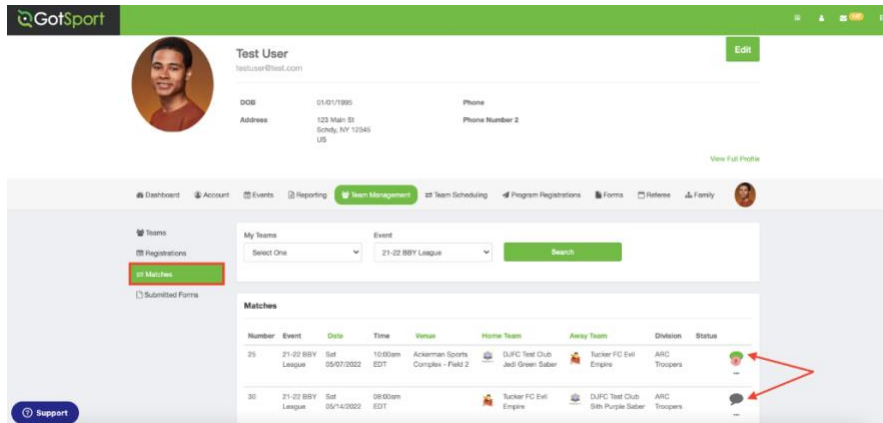 GotSport
Test User
testuser@test.com
Edit
DOB 01/01/1995 Phone
Address 123 Main St Phone Number 2
Schdy, NY 12345
US
View Full Profile
Dashboard Account Events Reporting Team Management Team Scheduling Program Registrations Forms Referee Family
Teams
Registrations
Matches
Submitted Forms
My Teams Event
Select One 21-22 BBY League Search
Matches
Number Event Date Time Venue Home Team Away Team Division Status
25 21-22 BBY Sat 10:00am Ackerman Sports DJFC Test Club Tucker FC Evil ARC
League 05/07/2022 EDT Complex - Field 2 Jedi Green Saber Empire Troopers
30 21-22 BBY Sat 08:00am Tucker FC Evil DJFC Test Club ARC
League 05/14/2022 EDT Empire Sith Purple Saber Troopers
Support